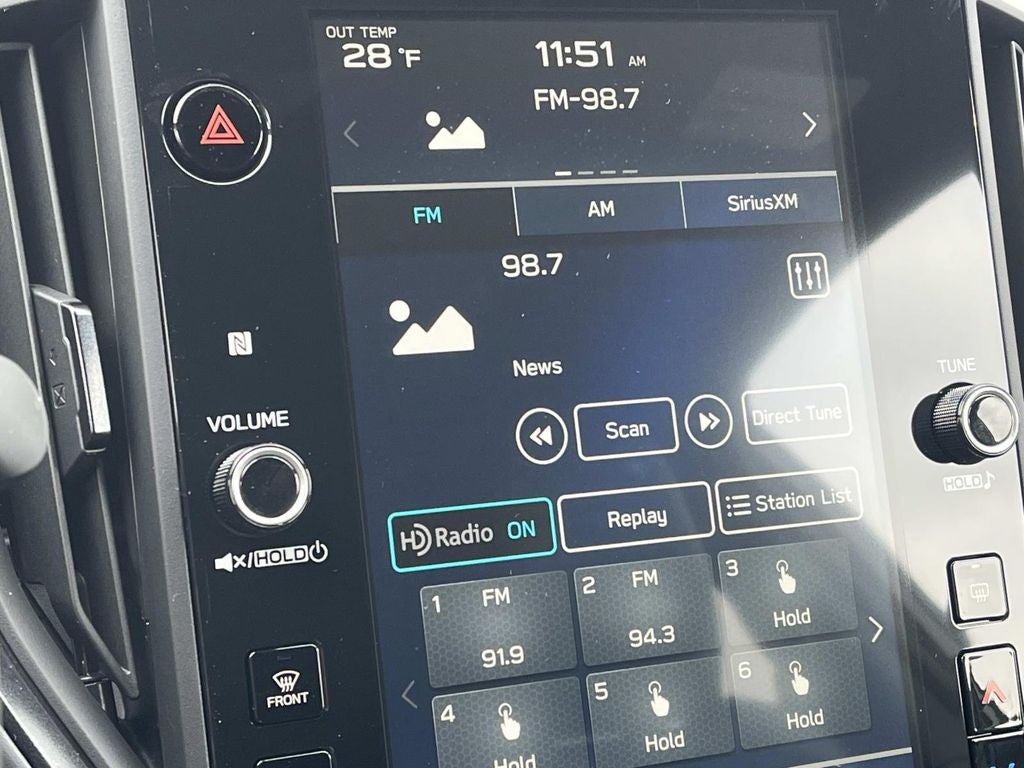 OUT TEMP
28 °F
11:51 AM
FM-98.7
FM AM SiriusXM
98.7
News
Scan Direct Tune
HD Radio ON Replay Station List
1 FM 91.9
2 FM 94.3
3 Hold
4 Hold
5 Hold
6 Hold
N
VOLUME
/HOLD
FRONT
TUNE
HOLD